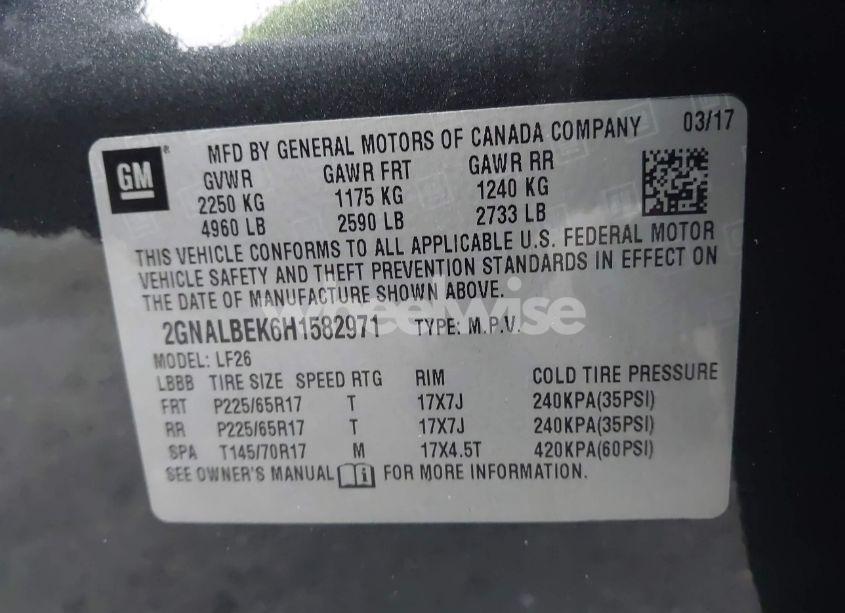 GM
MFD BY GENERAL MOTORS OF CANADA COMPANY 03/17
GVWR GAWR FRT GAWR RR
2250 KG 1175 KG 1240 KG
4960 LB 2590 LB 2733 LB
THIS VEHICLE CONFORMS TO ALL APPLICABLE U.S. FEDERAL MOTOR
VEHICLE SAFETY AND THEFT PREVENTION STANDARDS IN EFFECT ON
THE DATE OF MANUFACTURE SHOWN ABOVE.
wheelwise
2GNALBEK6H1582971 TYPE: M.P.V.
MODEL: LF26
LBBB TIRE SIZE SPEED RTG RIM COLD TIRE PRESSURE
FRT P225/65R17 T 17X7J 240KPA(35PSI)
RR P225/65R17 T 17X7J 240KPA(35PSI)
SPA T145/70R17 M 17X4.5T 420KPA(60PSI)
SEE OWNER'S MANUAL FOR MORE INFORMATION.